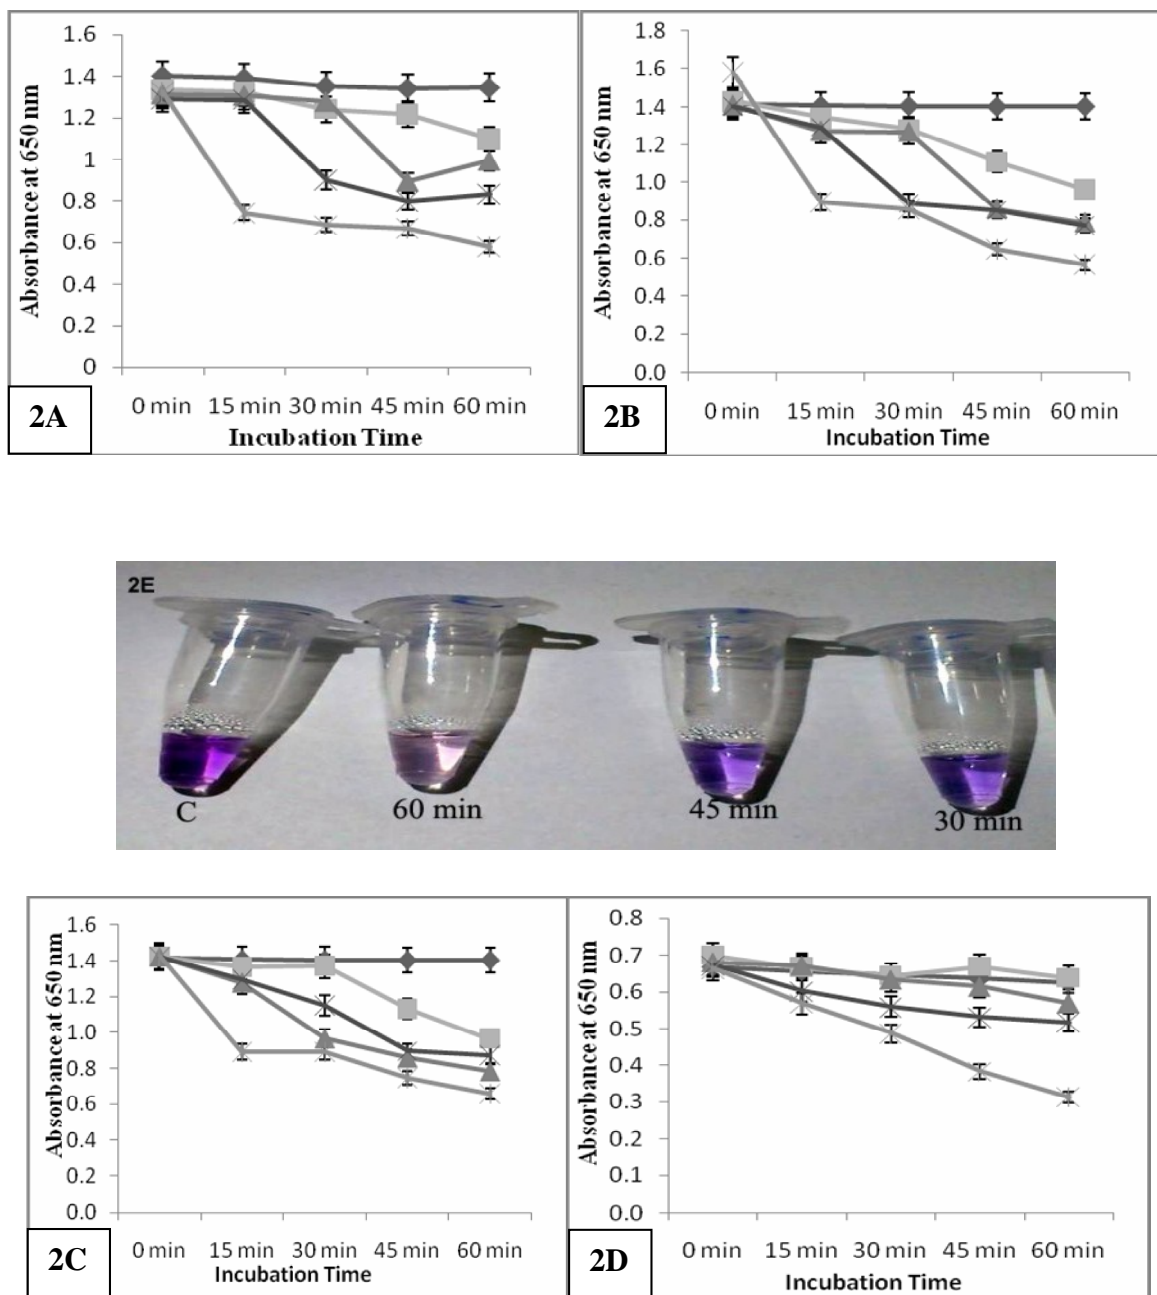 1.6
1.4
1.2
1
0.8
0.6
0.4
0.2
0
Absorbance at 650 nm
0 min 15 min 30 min 45 min 60 min
Incubation Time
2A
1.8
1.6
1.4
1.2
1.0
0.8
0.6
0.4
0.2
0.0
Absorbance at 650 nm
0 min 15 min 30 min 45 min 60 min
Incubation Time
2B
2E
C
60 min
45 min
30 min
1.6
1.4
1.2
1.0
0.8
0.6
0.4
0.2
0.0
Absorbance at 650 nm
0 min 15 min 30 min 45 min 60 min
Incubation Time
2C
0.8
0.7
0.6
0.5
0.4
0.3
0.2
0.1
0.0
Absorbance at 650 nm
0 min 15 min 30 min 45 min 60 min
Incubation Time
2D